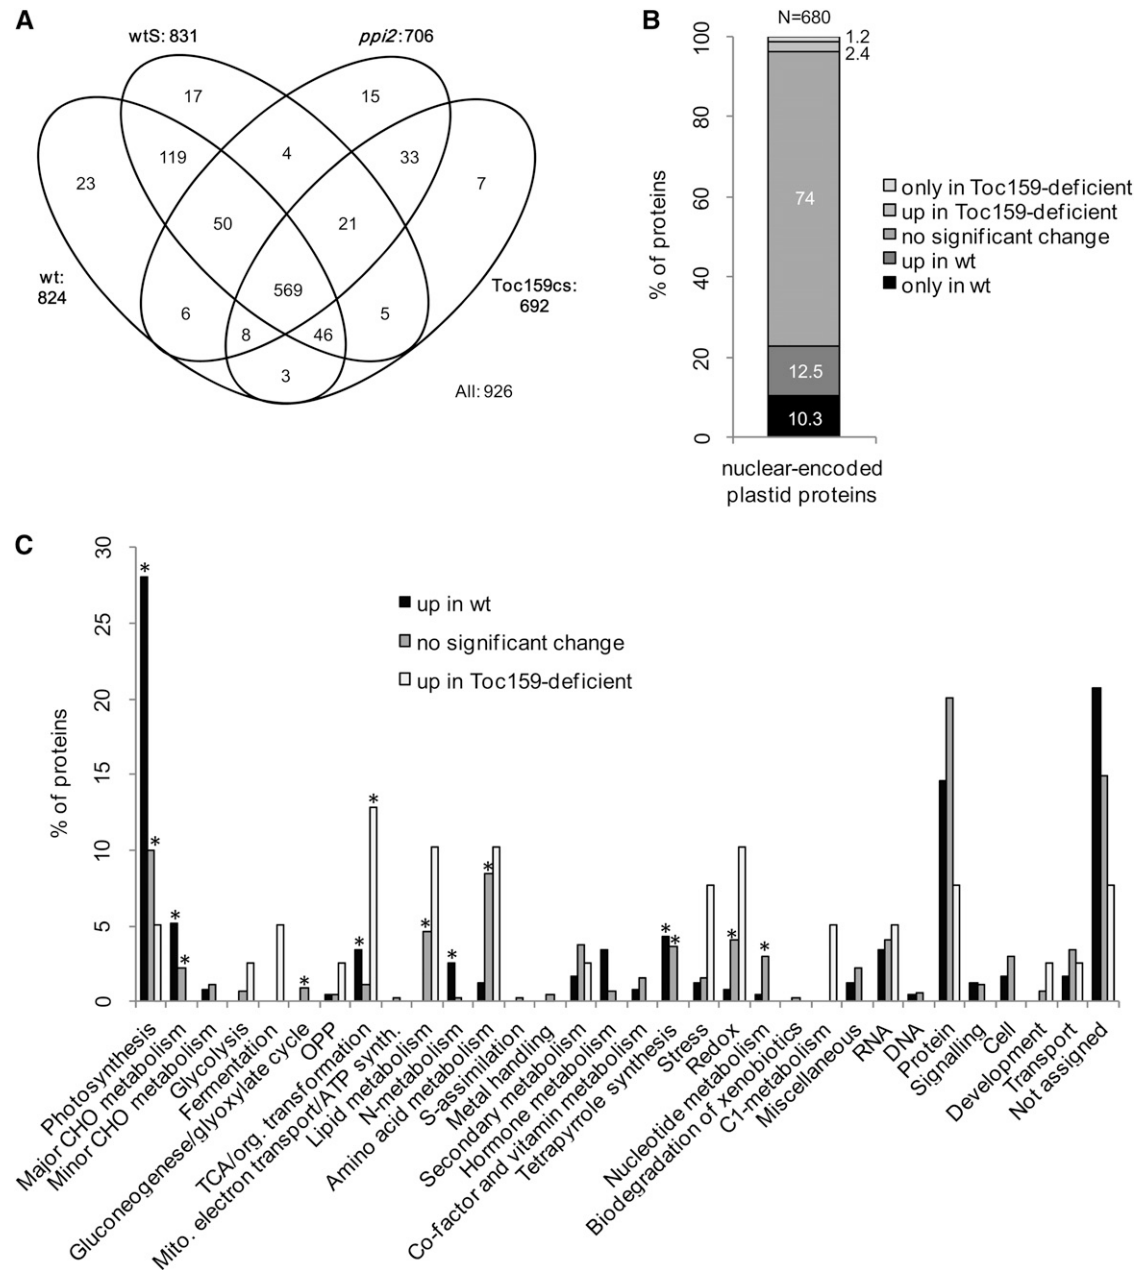 A
wtS: 831
ppi2: 706
17
15
119
4
33
23
7
50
21
wt:
824
569
Toc159cs:
692
6
8
46
5
3
All: 926
B
N=680
100
80
60
40
20
0
% of proteins
1.2
2.4
74
12.5
10.3
only in Toc159-deficient
up in Toc159-deficient
no significant change
up in wt
only in wt
nuclear-encoded
plastid proteins
C
30
25
20
15
10
5
0
% of proteins
up in wt
no significant change
up in Toc159-deficient
*
*
*
*
*
*
*
*
*
*
*
*
*
*
Photosynthesis
Major CHO metabolism
Minor CHO metabolism
Glycolysis
Fermentation
Gluconeogenese/glyoxylate cycle
OPP
TCA/org. transformation
Mito. electron transport/ATP synth.
Lipid metabolism
N-metabolism
Amino acid metabolism
S-assimilation
Metal handling
Secondary metabolism
Hormone metabolism
Co-factor and vitamin metabolism
Tetrapyrrole synthesis
Stress
Redox
Nucleotide metabolism
Biodegradation of xenobiotics
C1-metabolism
Miscellaneous
RNA
DNA
Protein
Signalling
Cell
Development
Transport
Not assigned